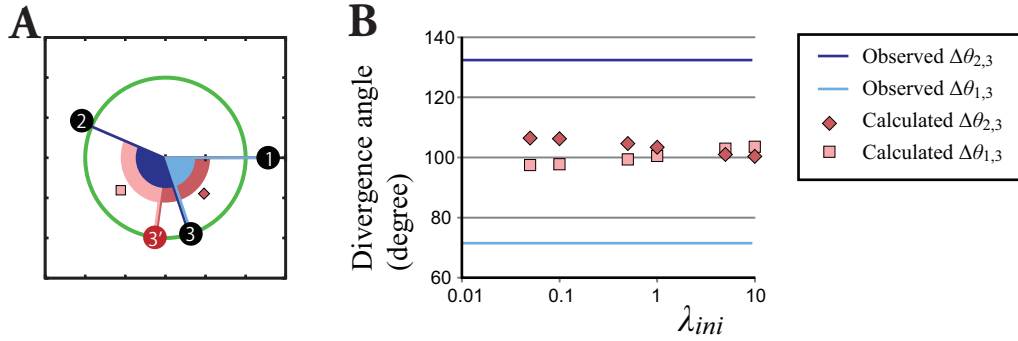 A
2
1
3'
3
B
Divergence angle
(degree)
140
120
100
80
60
0.01
0.1
1
10
λini
Observed Δθ2,3
Observed Δθ1,3
Calculated Δθ2,3
Calculated Δθ1,3